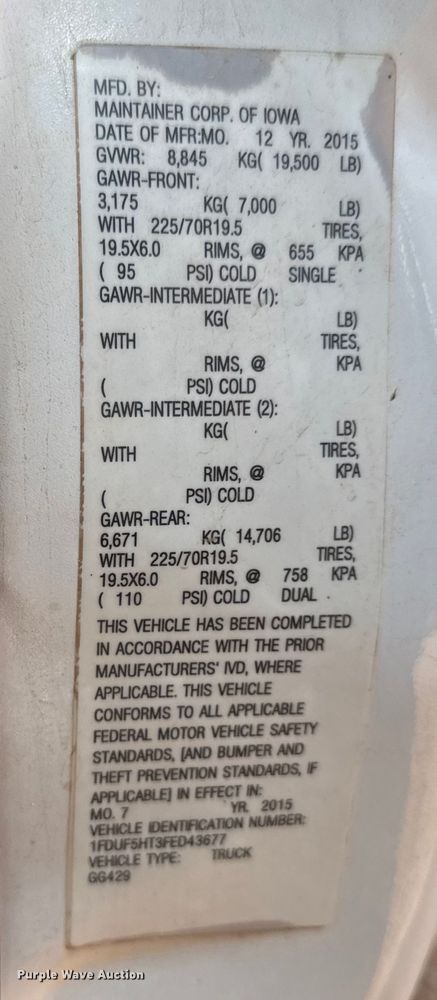 MFD. BY:
MAINTAINER CORP. OF IOWA
DATE OF MFR:MO. 12 YR. 2015
GVWR: 8,845 KG( 19,500 LB)
GAWR-FRONT:
3,175 KG( 7,000 LB)
WITH 225/70R19.5 TIRES,
19.5X6.0 RIMS, @ 655 KPA
( 95 PSI) COLD SINGLE
GAWR-INTERMEDIATE (1):
KG( LB)
WITH TIRES,
RIMS, @ KPA
( PSI) COLD
GAWR-INTERMEDIATE (2):
KG( LB)
WITH TIRES,
RIMS, @ KPA
( PSI) COLD
GAWR-REAR:
6,671 KG( 14,706 LB)
WITH 225/70R19.5 TIRES,
19.5X6.0 RIMS, @ 758 KPA
( 110 PSI) COLD DUAL
THIS VEHICLE HAS BEEN COMPLETED
IN ACCORDANCE WITH THE PRIOR
MANUFACTURERS' IVD, WHERE
APPLICABLE. THIS VEHICLE
CONFORMS TO ALL APPLICABLE
FEDERAL MOTOR VEHICLE SAFETY
STANDARDS, [AND BUMPER AND
THEFT PREVENTION STANDARDS, IF
APPLICABLE] IN EFFECT IN:
MO. 7 YR. 2015
VEHICLE IDENTIFICATION NUMBER:
1FDUF5HT3FED43677
VEHICLE TYPE: TRUCK
GG429
Purple Wave Auction